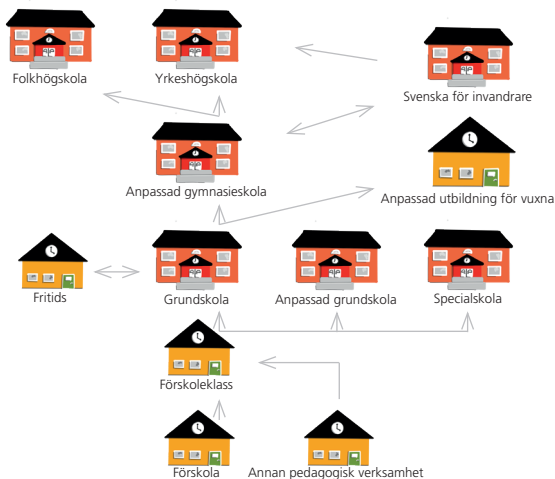 Folkhögskola
Yrkeshögskola
Svenska för invandrare
Anpassad gymnasieskola
Anpassad utbildning för vuxna
Fritids
Grundskola
Anpassad grundskola
Specialskola
Förskoleklass
Förskola
Annan pedagogisk verksamhet